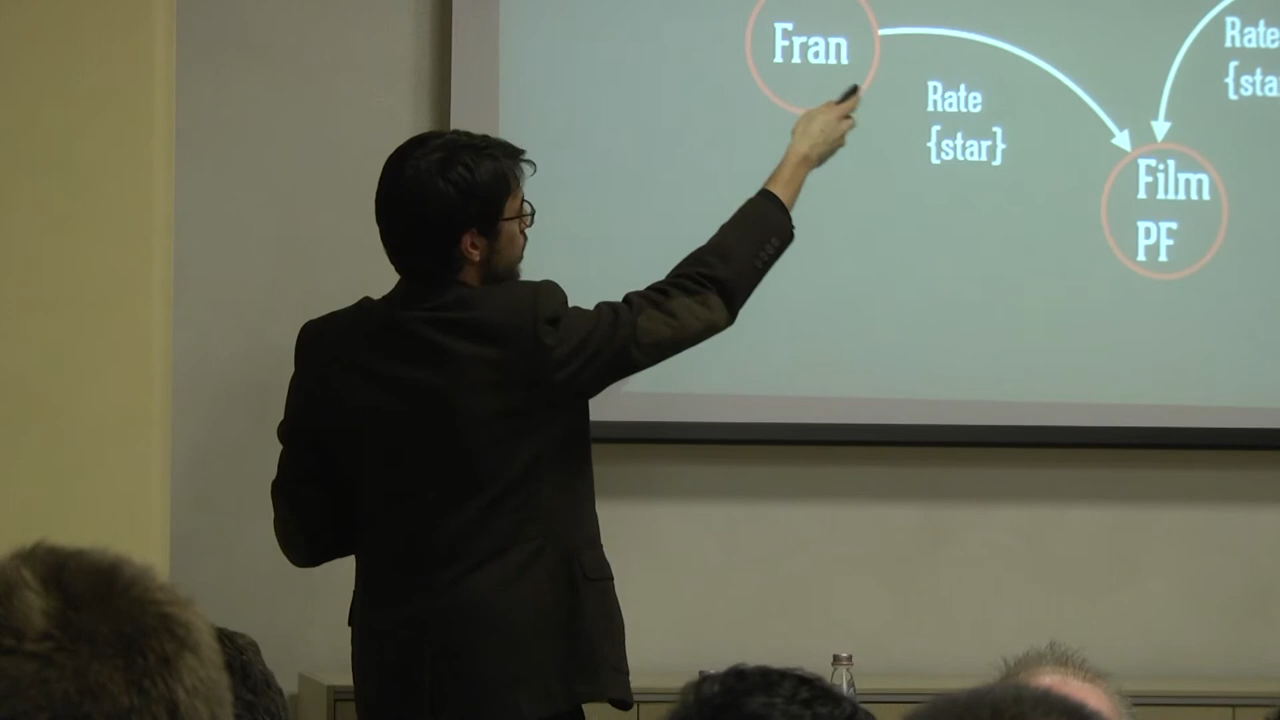 Fran
Rate
{star}
Film
PF
Rate
{sta